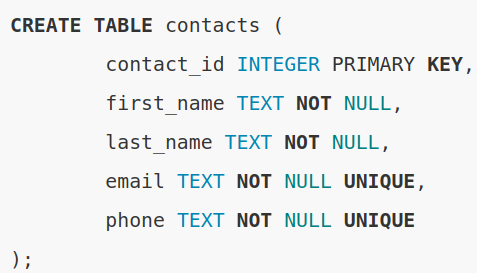 CREATE TABLE contacts (
contact_id INTEGER PRIMARY KEY,
first_name TEXT NOT NULL,
last_name TEXT NOT NULL,
email TEXT NOT NULL UNIQUE,
phone TEXT NOT NULL UNIQUE
);